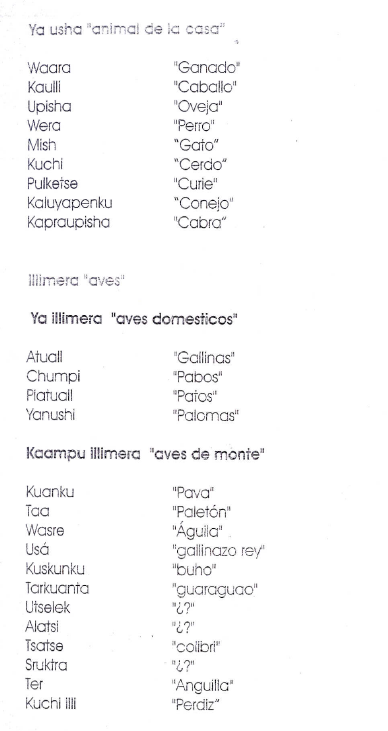 Ya usha "animal de la casa"
Waara "Ganado"
Kaulli "Caballo"
Upisha "Oveja"
Wera "Perro"
Mish "Gato"
Kuchi "Cerdo"
Pulketse "Curie"
Kaluyapenku "Conejo"
Kapraupisha "Cabra"
illimera "aves"
Ya illimera "aves domesticos"
Atuall "Gallinas"
Chumpi "Pabos"
Piatuall "Patos"
Yanushi "Palomas"
Kaampu illimera "aves de monte"
Kuanku "Pava"
Taa "Paletón"
Wasre "Águila"
Usá "gallinazo rey"
Kuskunku "buho"
Tarkuanta "guaraguao"
Utselek "¿?"
Alatsi "¿?"
Tsatse "colibri"
Sruktra "¿?"
Ter "Anguilla"
Kuchi illi "Perdiz"